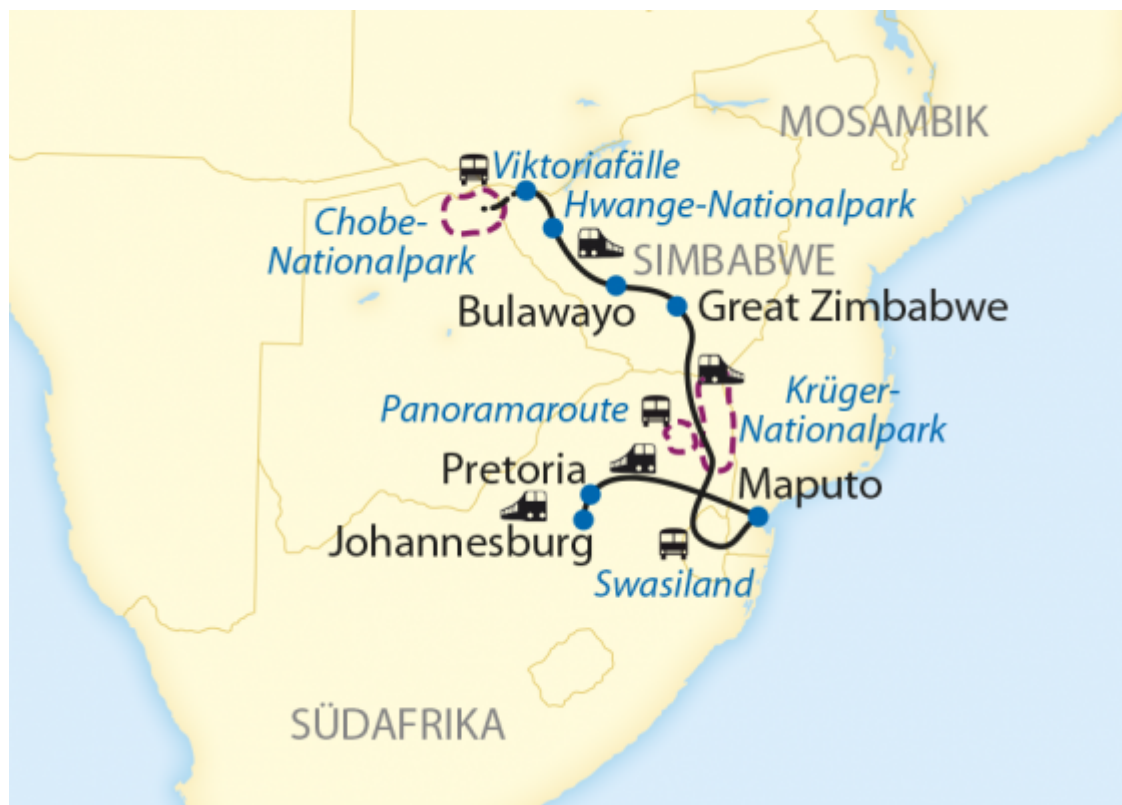 MOSAMBIK
Viktoriafälle
Hwange-Nationalpark
Chobe-
Nationalpark
SIMBABWE
Bulawayo
Great Zimbabwe
Panoramaroute
Krüger-
Nationalpark
Pretoria
Maputo
Johannesburg
Swasiland
SÜDAFRIKA